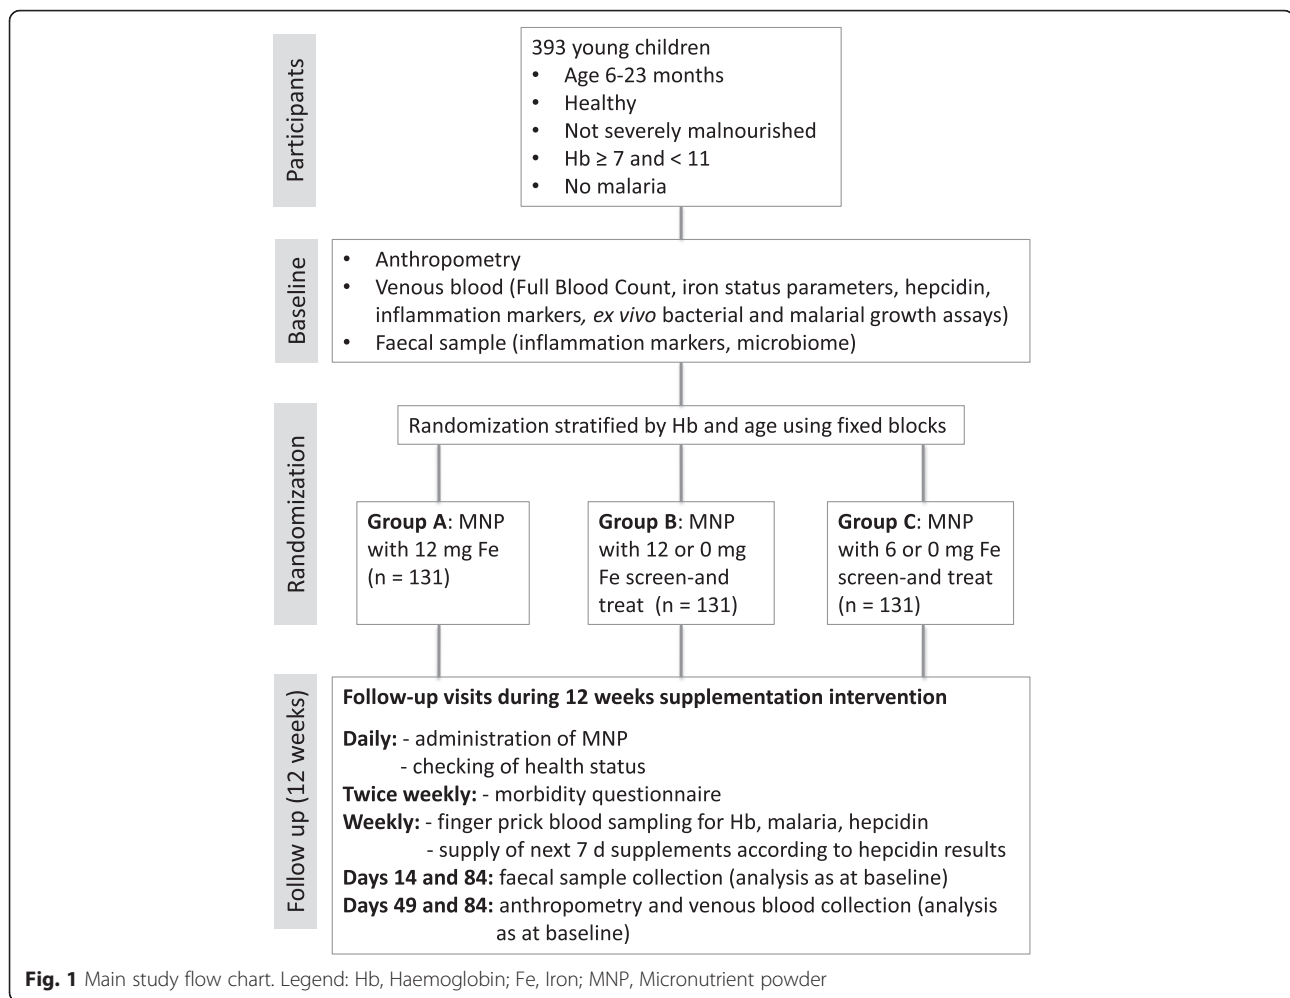 Participants
393 young children
• Age 6-23 months
• Healthy
• Not severely malnourished
• Hb ≥ 7 and < 11
• No malaria
Baseline
• Anthropometry
• Venous blood (Full Blood Count, iron status parameters, hepcidin,
inflammation markers, ex vivo bacterial and malarial growth assays)
• Faecal sample (inflammation markers, microbiome)
Randomization
Randomization stratified by Hb and age using fixed blocks
Group A: MNP
with 12 mg Fe
(n = 131)
Group B: MNP
with 12 or 0 mg
Fe screen-and
treat (n = 131)
Group C: MNP
with 6 or 0 mg Fe
screen-and treat
(n = 131)
Follow up (12 weeks)
Follow-up visits during 12 weeks supplementation intervention
Daily: - administration of MNP
- checking of health status
Twice weekly: - morbidity questionnaire
Weekly: - finger prick blood sampling for Hb, malaria, hepcidin
- supply of next 7 d supplements according to hepcidin results
Days 14 and 84: faecal sample collection (analysis as at baseline)
Days 49 and 84: anthropometry and venous blood collection (analysis
as at baseline)
Fig. 1 Main study flow chart. Legend: Hb, Haemoglobin; Fe, Iron; MNP, Micronutrient powder